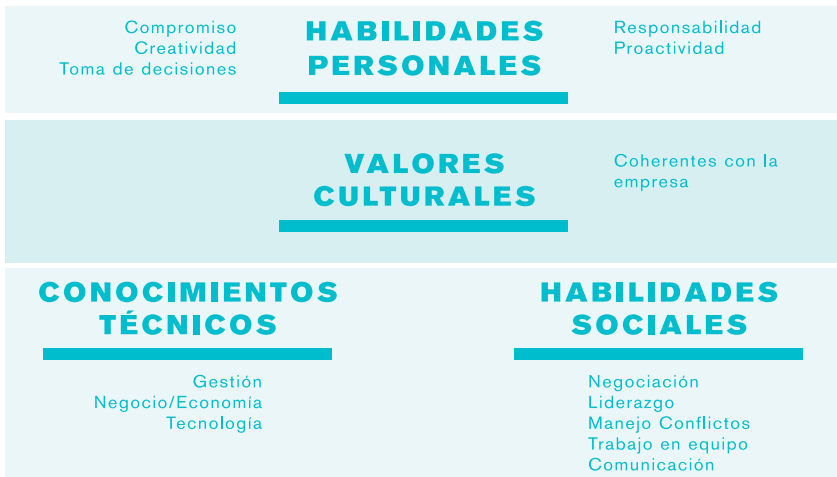 Compromiso
Creatividad
Toma de decisiones
HABILIDADES
PERSONALES
Responsabilidad
Proactividad
VALORES
CULTURALES
Coherentes con la
empresa
CONOCIMIENTOS
TÉCNICOS
Gestión
Negocio/Economía
Tecnología
HABILIDADES
SOCIALES
Negociación
Liderazgo
Manejo Conflictos
Trabajo en equipo
Comunicación